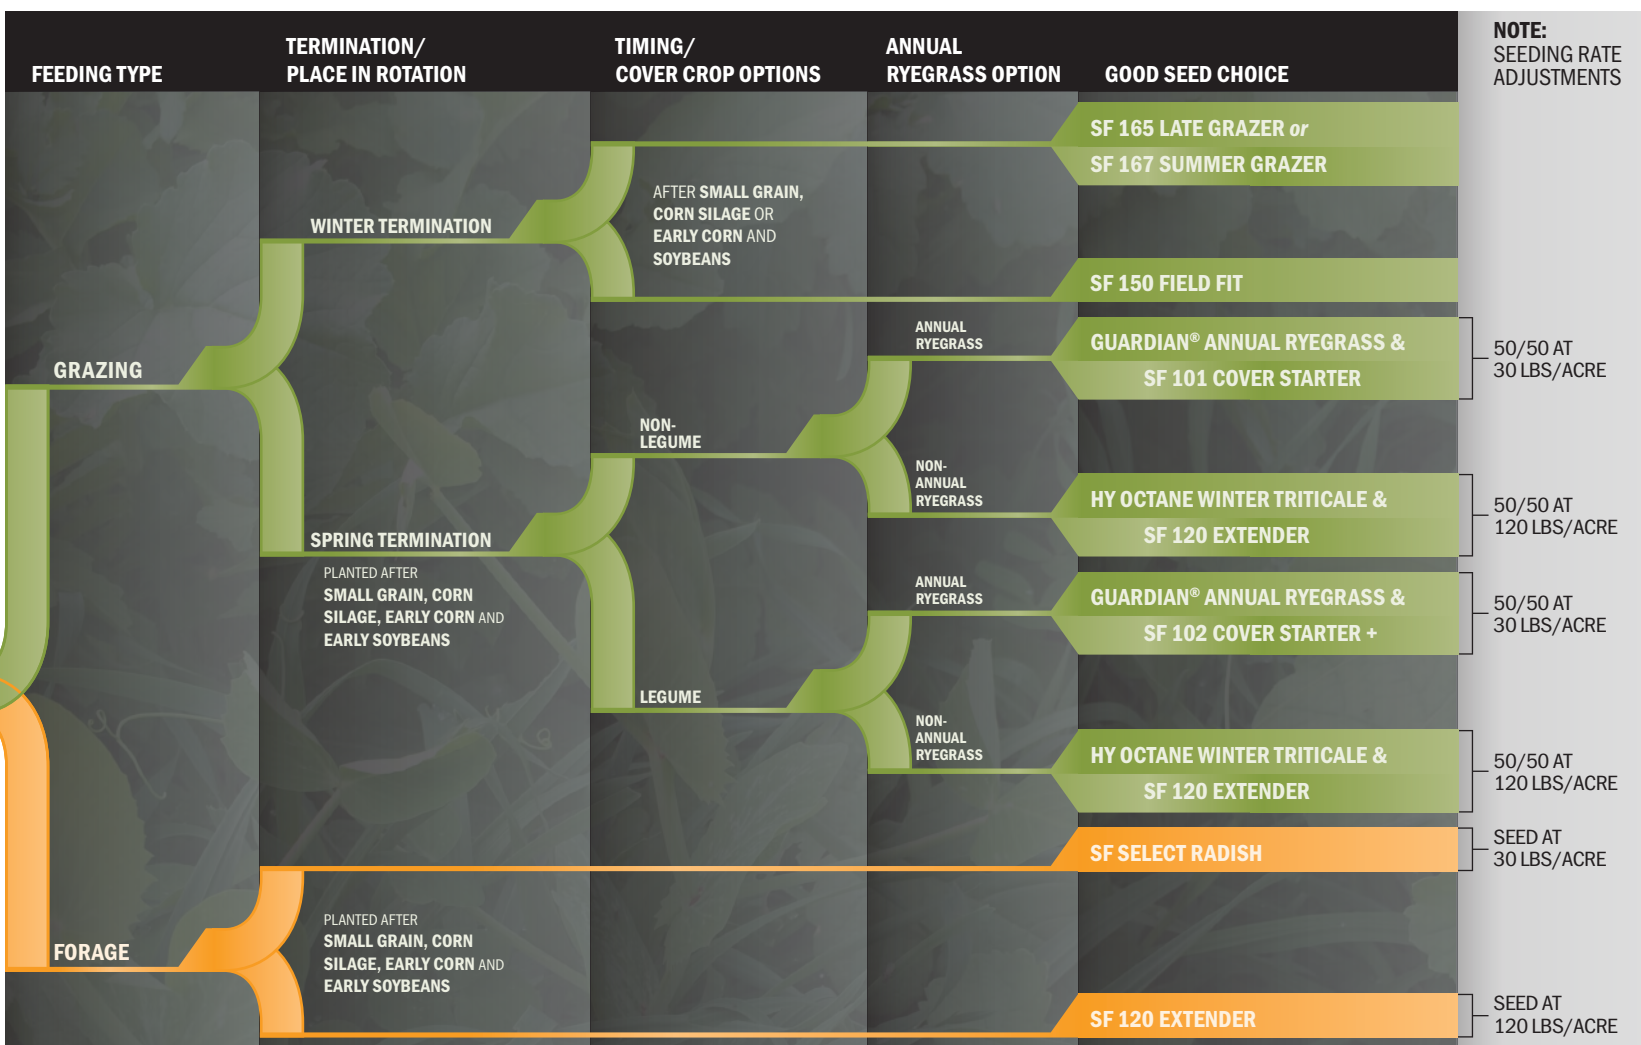 FEEDING TYPE
TERMINATION/
PLACE IN ROTATION
TIMING/
COVER CROP OPTIONS
ANNUAL
RYEGRASS OPTION
GOOD SEED CHOICE
NOTE:
SEEDING RATE
ADJUSTMENTS
GRAZING
WINTER TERMINATION
AFTER SMALL GRAIN,
CORN SILAGE OR
EARLY CORN AND
SOYBEANS
SF 165 LATE GRAZER or
SF 167 SUMMER GRAZER
SF 150 FIELD FIT
SPRING TERMINATION
PLANTED AFTER
SMALL GRAIN, CORN
SILAGE, EARLY CORN AND
EARLY SOYBEANS
NON-
LEGUME
ANNUAL
RYEGRASS
GUARDIAN® ANNUAL RYEGRASS &
SF 101 COVER STARTER
50/50 AT
30 LBS/ACRE
NON-
ANNUAL
RYEGRASS
HY OCTANE WINTER TRITICALE &
SF 120 EXTENDER
50/50 AT
120 LBS/ACRE
LEGUME
ANNUAL
RYEGRASS
GUARDIAN® ANNUAL RYEGRASS &
SF 102 COVER STARTER +
50/50 AT
30 LBS/ACRE
NON-
ANNUAL
RYEGRASS
HY OCTANE WINTER TRITICALE &
SF 120 EXTENDER
50/50 AT
120 LBS/ACRE
FORAGE
PLANTED AFTER
SMALL GRAIN, CORN
SILAGE, EARLY CORN AND
EARLY SOYBEANS
SF SELECT RADISH
SEED AT
30 LBS/ACRE
SF 120 EXTENDER
SEED AT
120 LBS/ACRE